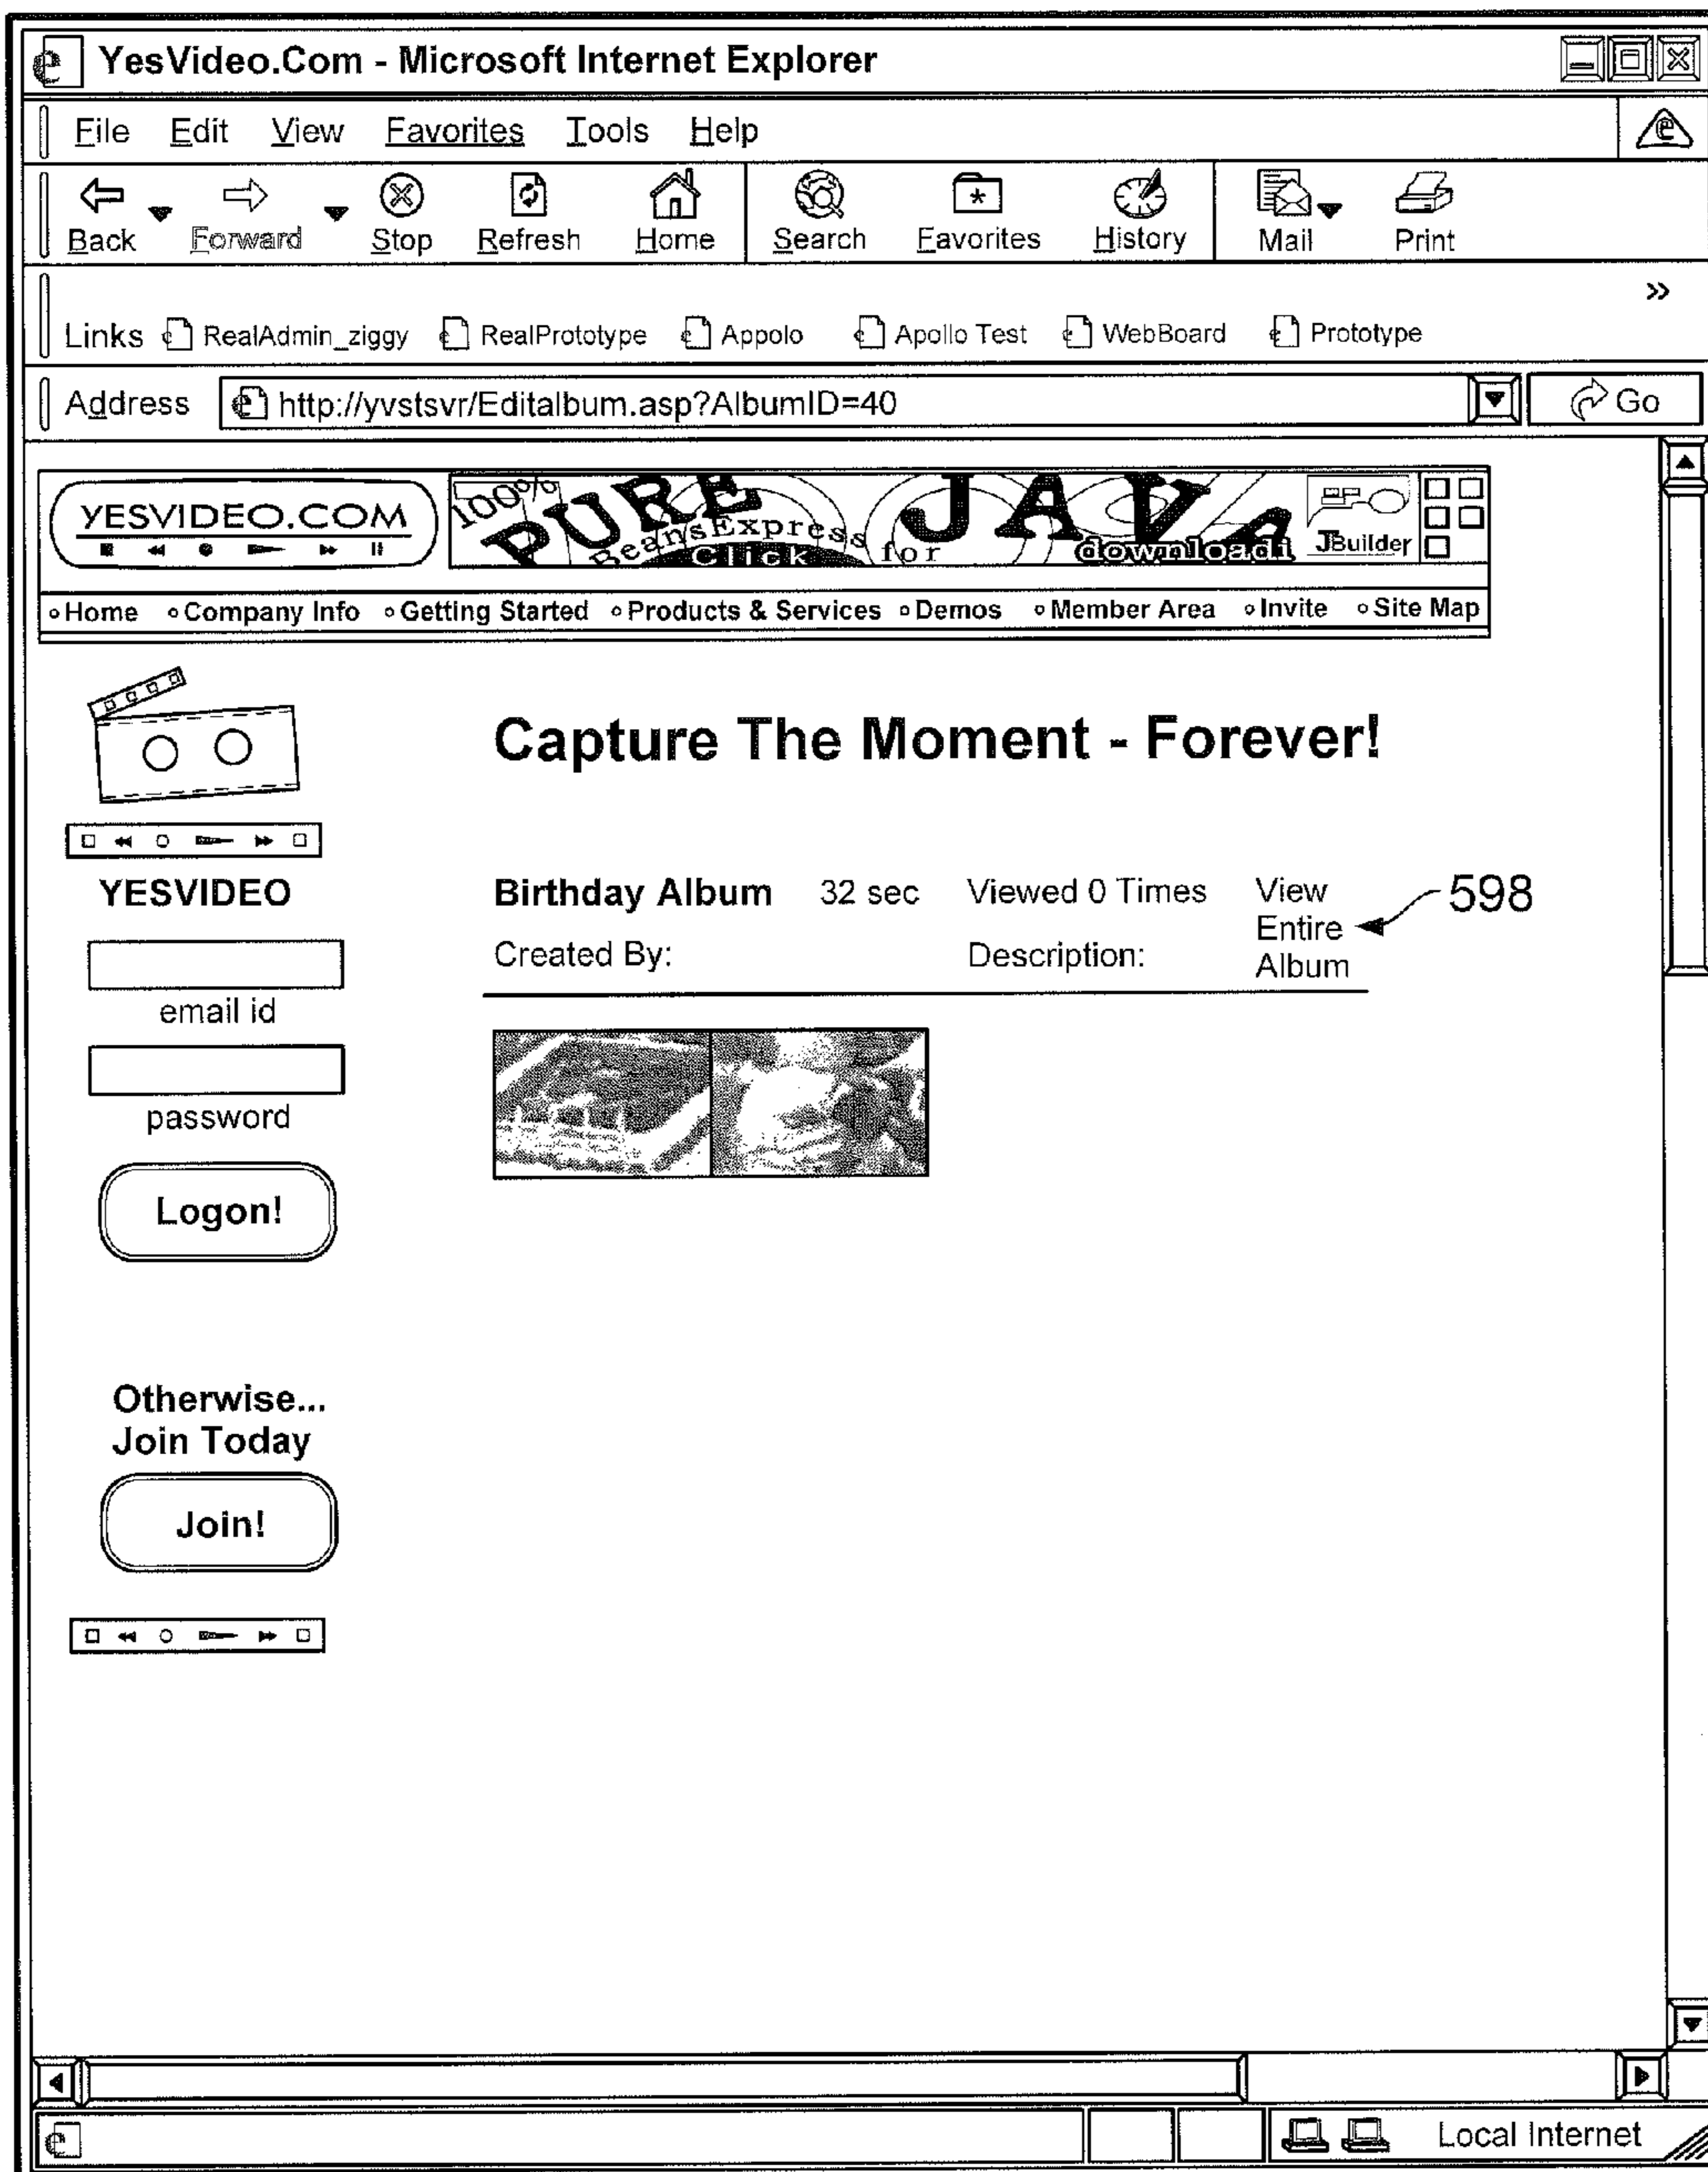 YesVideo.Com - Microsoft Internet Explorer
File Edit View Favorites Tools Help
Back Forward Stop Refresh Home Search Favorites History Mail Print
Links RealAdmin_ziggy RealPrototype Appolo Apollo Test WebBoard Prototype »
Address http://yvstsvr/Editalbum.asp?AlbumID=40 Go
YESVIDEO.COM
100% PURE JAVA
BeansExpress for JBuilder
Click downloadi
Home Company Info Getting Started Products & Services Demos Member Area Invite Site Map
Capture The Moment - Forever!
YESVIDEO
email id
password
Logon!
Otherwise...
Join Today
Join!
Birthday Album 32 sec Viewed 0 Times View Entire Album 598
Created By: Description:
Local Internet